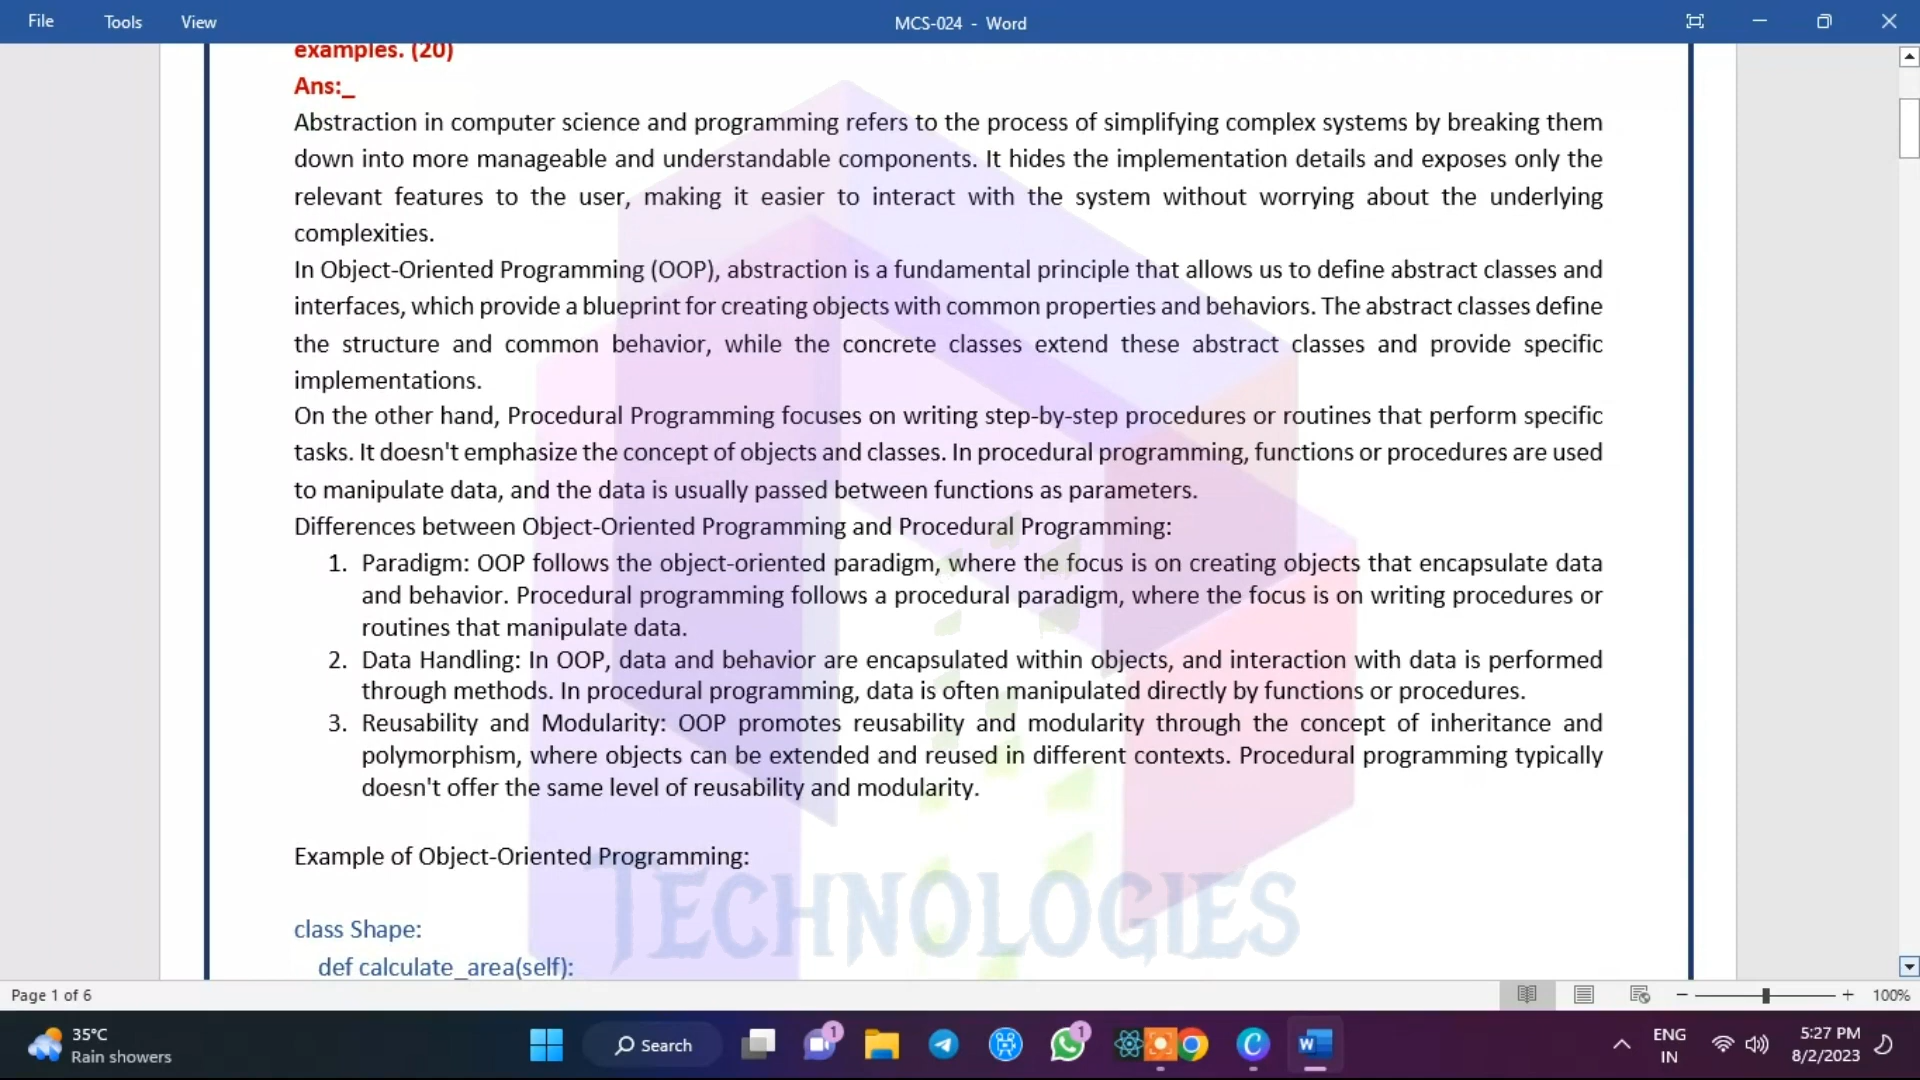 File Tools View MCS-024 - Word
examples. (20)
Ans:_
Abstraction in computer science and programming refers to the process of simplifying complex systems by breaking them
down into more manageable and understandable components. It hides the implementation details and exposes only the
relevant features to the user, making it easier to interact with the system without worrying about the underlying
complexities.
In Object-Oriented Programming (OOP), abstraction is a fundamental principle that allows us to define abstract classes and
interfaces, which provide a blueprint for creating objects with common properties and behaviors. The abstract classes define
the structure and common behavior, while the concrete classes extend these abstract classes and provide specific
implementations.
On the other hand, Procedural Programming focuses on writing step-by-step procedures or routines that perform specific
tasks. It doesn't emphasize the concept of objects and classes. In procedural programming, functions or procedures are used
to manipulate data, and the data is usually passed between functions as parameters.
Differences between Object-Oriented Programming and Procedural Programming:
1. Paradigm: OOP follows the object-oriented paradigm, where the focus is on creating objects that encapsulate data
and behavior. Procedural programming follows a procedural paradigm, where the focus is on writing procedures or
routines that manipulate data.
2. Data Handling: In OOP, data and behavior are encapsulated within objects, and interaction with data is performed
through methods. In procedural programming, data is often manipulated directly by functions or procedures.
3. Reusability and Modularity: OOP promotes reusability and modularity through the concept of inheritance and
polymorphism, where objects can be extended and reused in different contexts. Procedural programming typically
doesn't offer the same level of reusability and modularity.
Example of Object-Oriented Programming:
TECHNOLOGIES
class Shape:
def calculate_area(self):
Page 1 of 6 100%
35°C
Rain showers
Search
1
1
W
ENG
IN
5:27 PM
8/2/2023